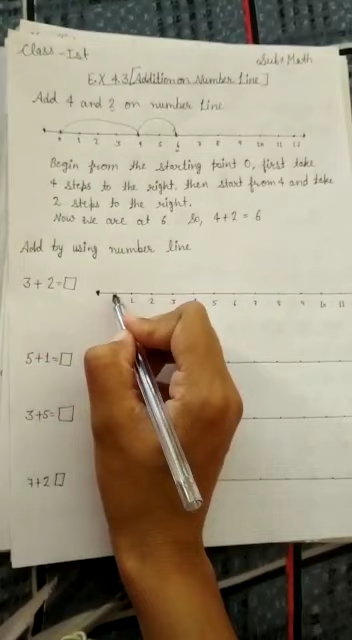 Class-Ist
Sub: Math
EX 4.3 [Addition on Number Line]
Add 4 and 2 on number line
0 1 2 3 4 5 6 7 8 9 10 11 12
Begin from the starting point 0, first take
4 steps to the right, then start from 4 and take
2 steps to the right.
Now we are at 6 So, 4+2 = 6
Add by using number line
3+2=□
1 2 3 4 5 6 7 8 9 10 11
5+1=□
3+5=□
7+2 □